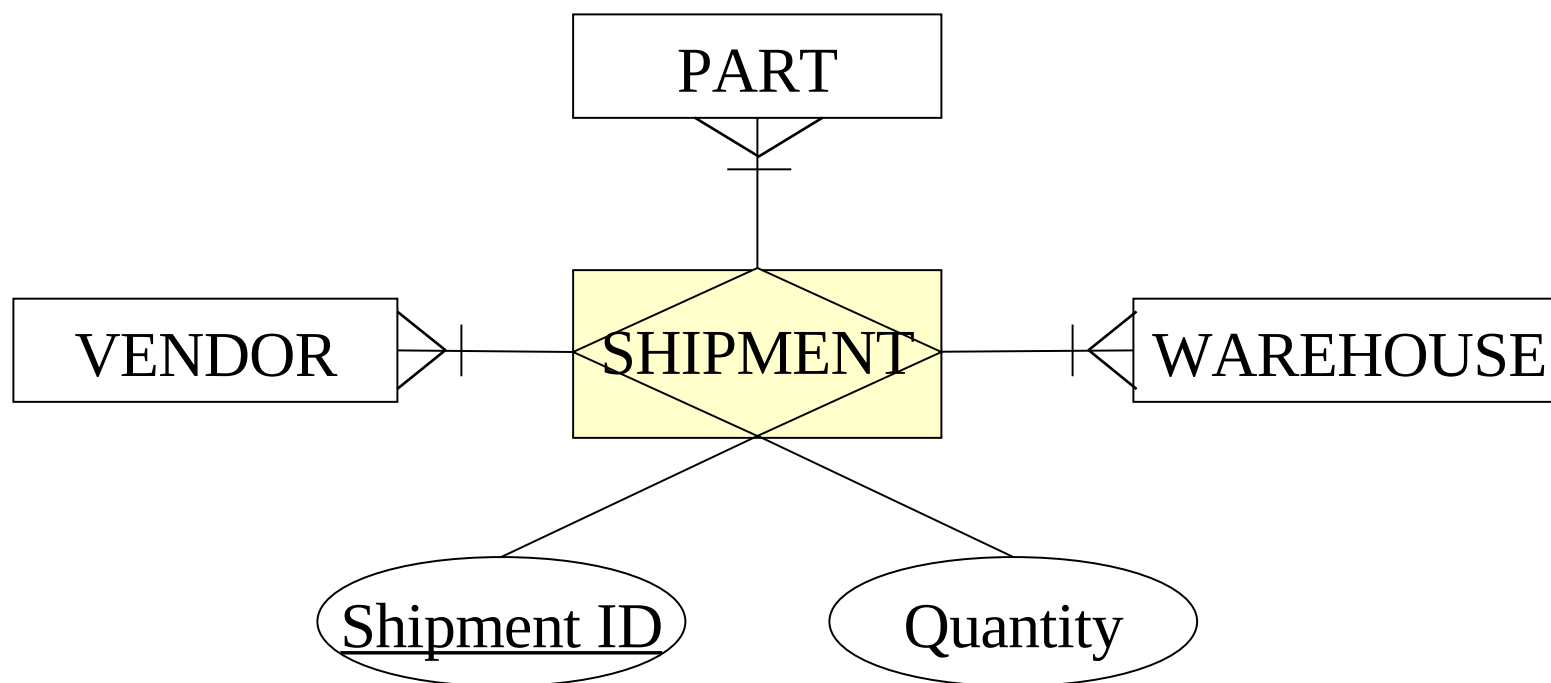 PART
VENDOR
SHIPMENT
WAREHOUSE
Shipment ID
Quantity